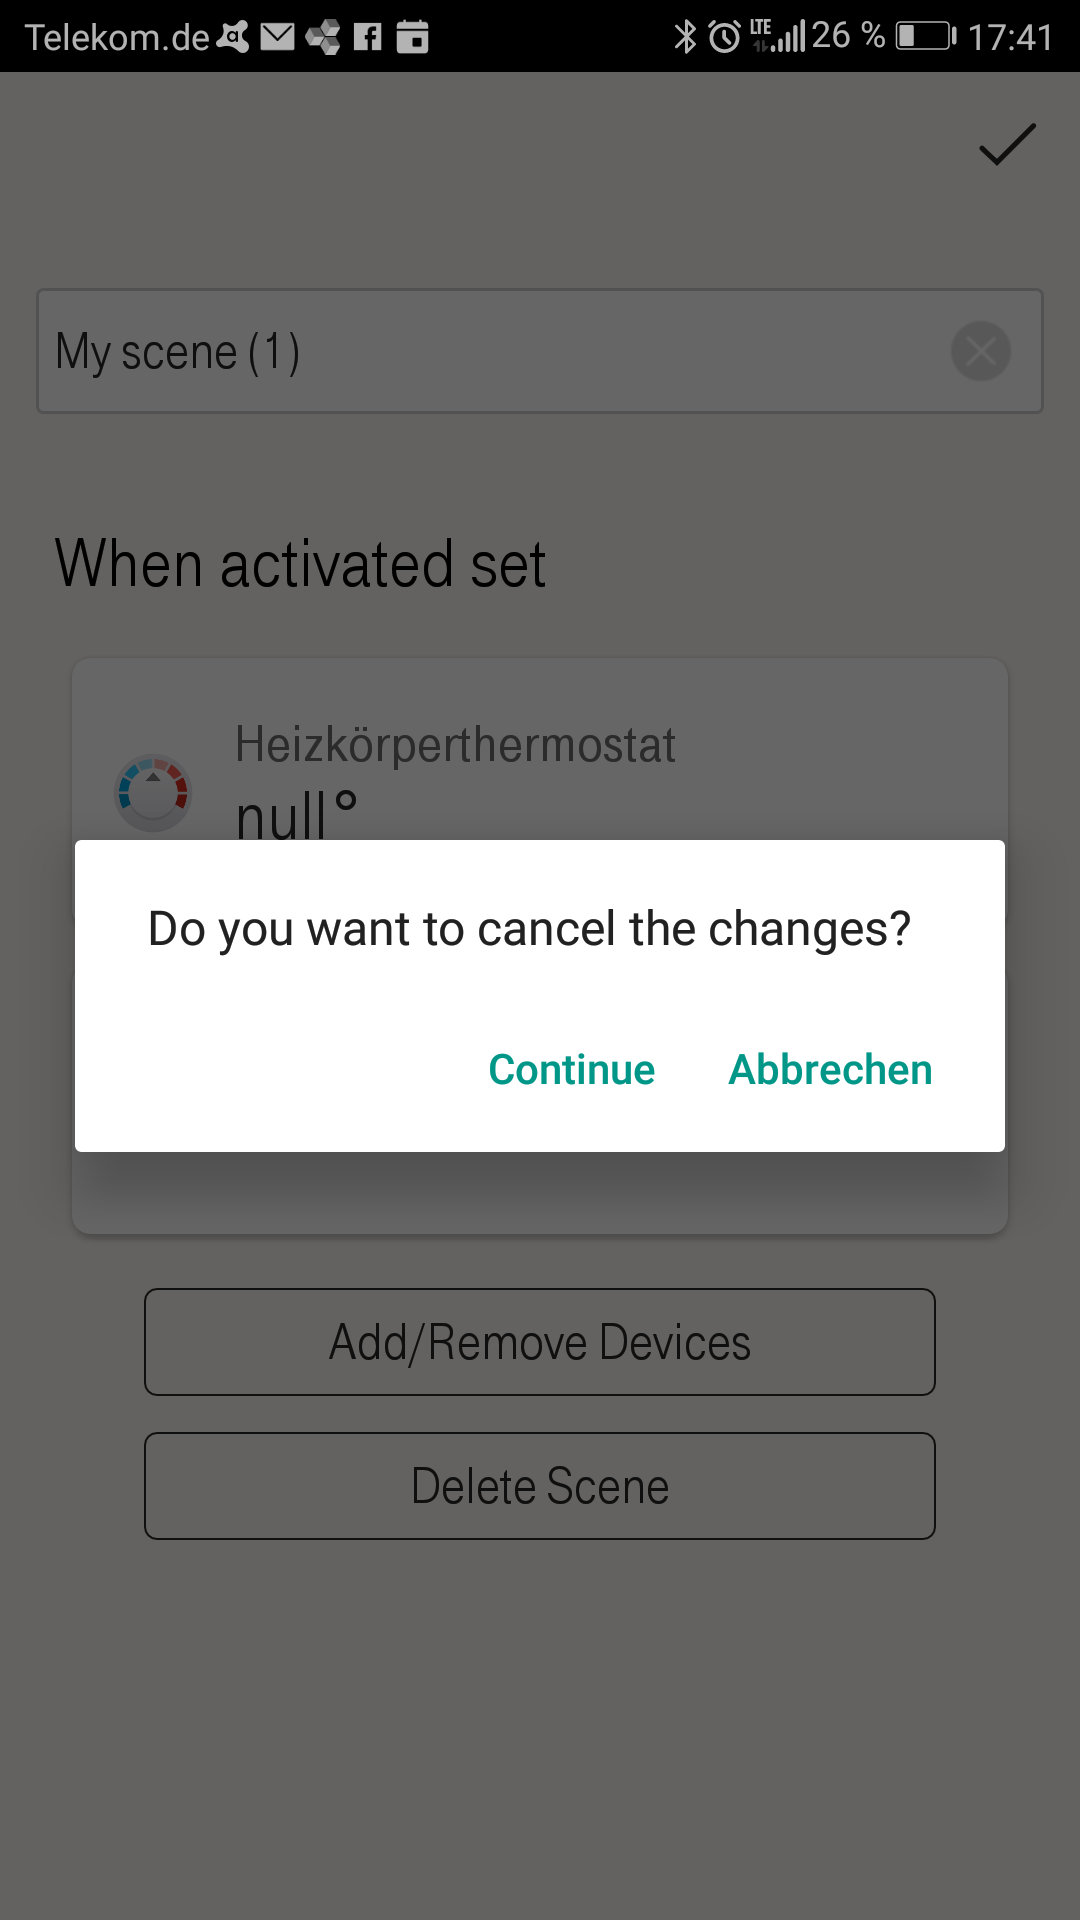 Telekom.de LTE 26 % 17:41
My scene (1)
When activated set
Heizkörperthermostat
null°
Do you want to cancel the changes?
Continue Abbrechen
Add/Remove Devices
Delete Scene